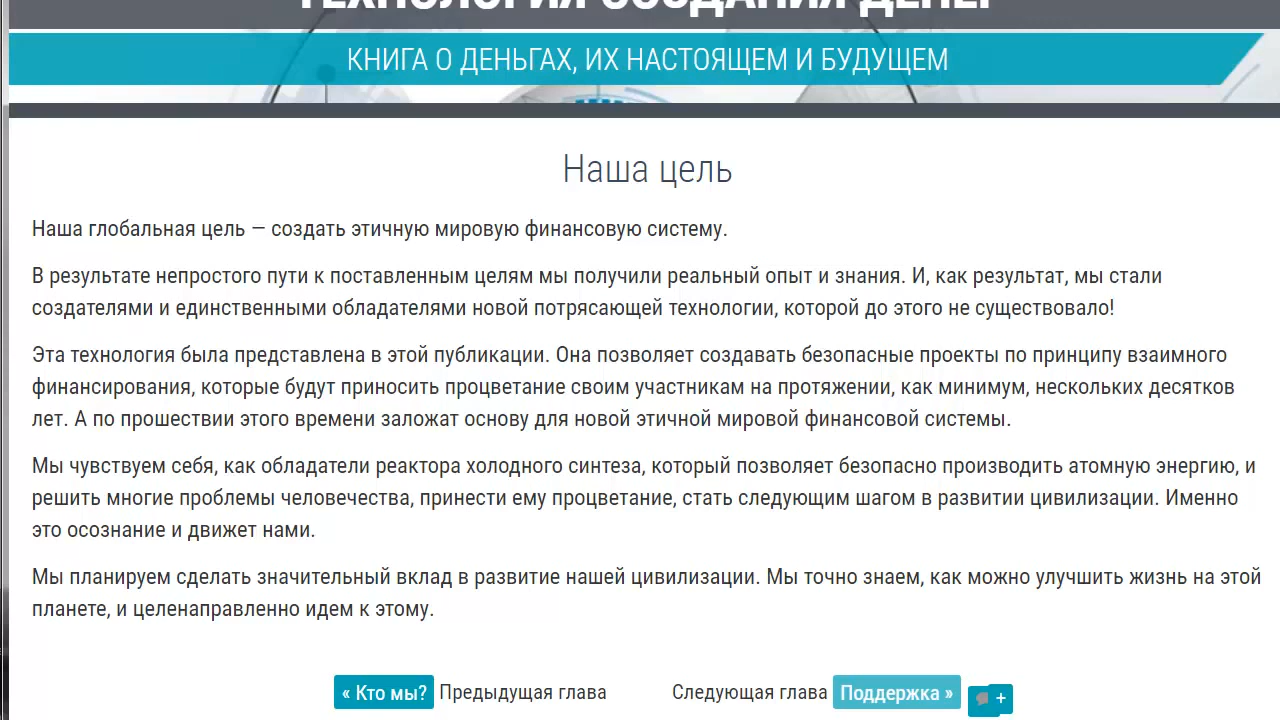 ТЕХНОЛОГИЯ СОЗДАНИЯ ДЕНЕГ
КНИГА О ДЕНЬГАХ, ИХ НАСТОЯЩЕМ И БУДУЩЕМ
Наша цель
Наша глобальная цель — создать этичную мировую финансовую систему.
В результате непростого пути к поставленным целям мы получили реальный опыт и знания. И, как результат, мы стали
создателями и единственными обладателями новой потрясающей технологии, которой до этого не существовало!
Эта технология была представлена в этой публикации. Она позволяет создавать безопасные проекты по принципу взаимного
финансирования, которые будут приносить процветание своим участникам на протяжении, как минимум, нескольких десятков
лет. А по прошествии этого времени заложат основу для новой этичной мировой финансовой системы.
Мы чувствуем себя, как обладатели реактора холодного синтеза, который позволяет безопасно производить атомную энергию, и
решить многие проблемы человечества, принести ему процветание, стать следующим шагом в развитии цивилизации. Именно
это осознание и движет нами.
Мы планируем сделать значительный вклад в развитие нашей цивилизации. Мы точно знаем, как можно улучшить жизнь на этой
планете, и целенаправленно идем к этому.
« Кто мы? Предыдущая глава Следующая глава Поддержка » +